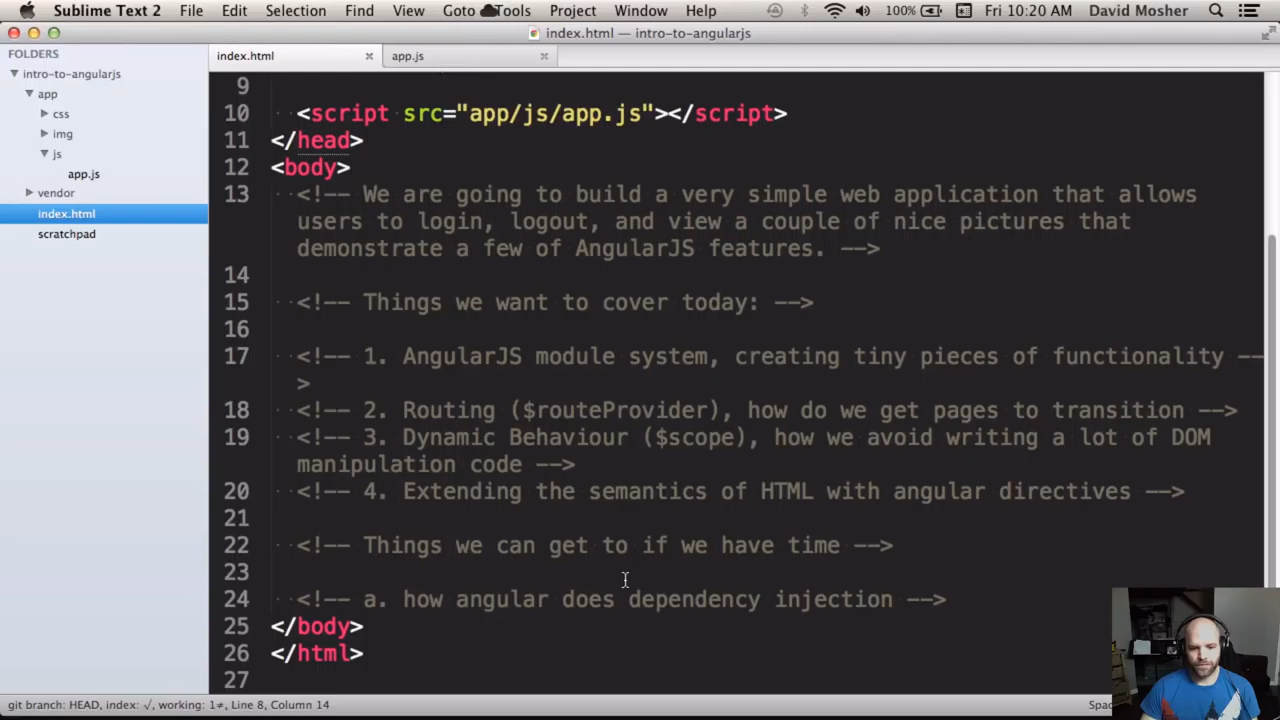 Sublime Text 2 File Edit Selection Find View Goto Tools Project Window Help 100% Fri 10:20 AM David Mosher
index.html — intro-to-angularjs
FOLDERS
intro-to-angularjs
app
css
img
js
app.js
vendor
index.html
scratchpad
index.html app.js
9
10 <script src="app/js/app.js"></script>
11 </head>
12 <body>
13 <!-- We are going to build a very simple web application that allows
users to login, logout, and view a couple of nice pictures that
demonstrate a few of AngularJS features. -->
14
15 <!-- Things we want to cover today: -->
16
17 <!-- 1. AngularJS module system, creating tiny pieces of functionality --
>
18 <!-- 2. Routing ($routeProvider), how do we get pages to transition -->
19 <!-- 3. Dynamic Behaviour ($scope), how we avoid writing a lot of DOM
manipulation code -->
20 <!-- 4. Extending the semantics of HTML with angular directives -->
21
22 <!-- Things we can get to if we have time -->
23
24 <!-- a. how angular does dependency injection -->
25 </body>
26 </html>
27
git branch: HEAD, index: √, working: 1≠, Line 8, Column 14